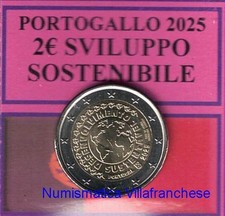 PORTOGALLO 2025
2€ SVILUPPO
SOSTENIBILE
Numismatica Villafranchese